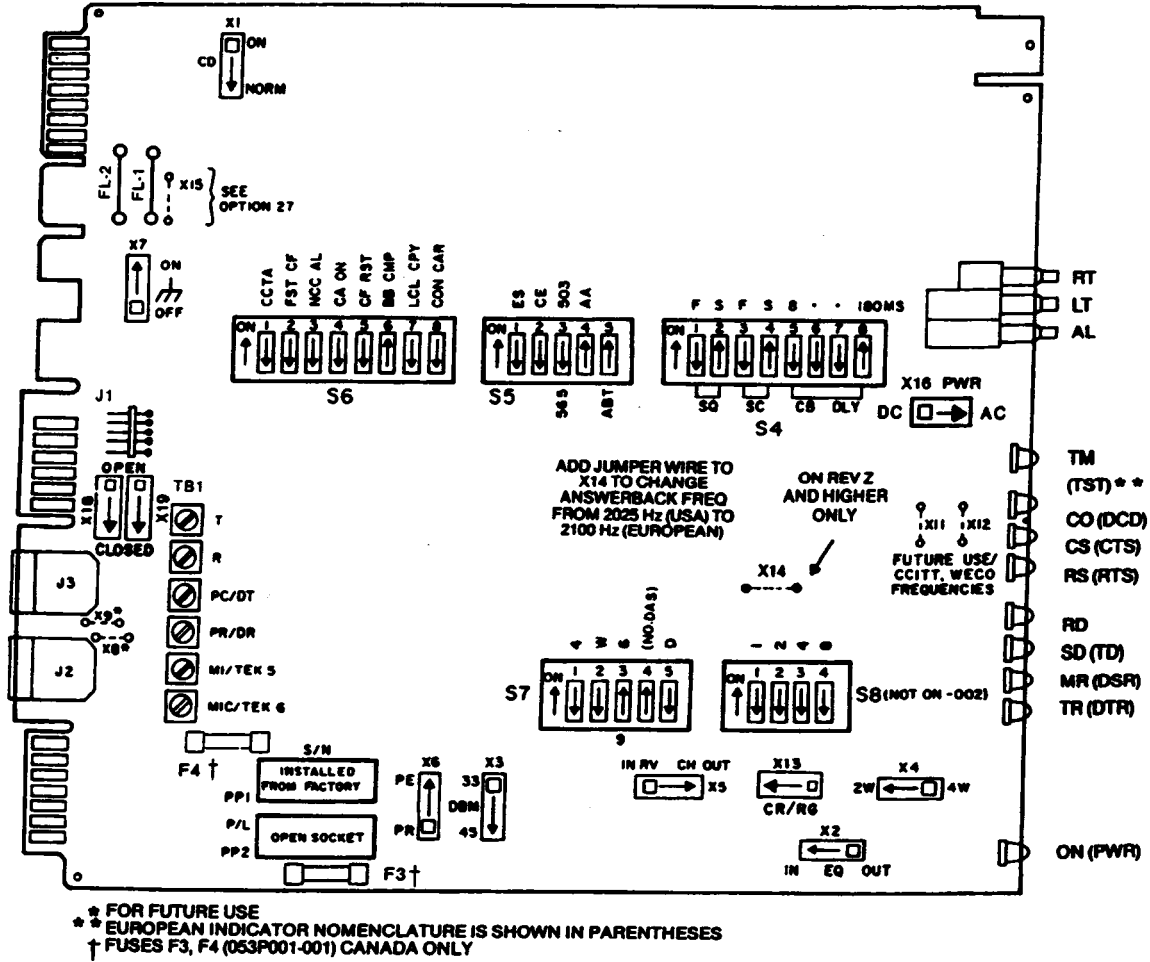 X1
ON
CD
NORM
FL-2
FL-1
X15
SEE
OPTION 27
X7
ON
OFF
CCTA
FST CF
NCC AL
CA ON
CF RST
BB CMP
LCL CPY
CON CAR
ON 1 2 3 4 5 6 7 8
S6
ES
CE
503
AA
ON 1 2 3 4 5
S5
565
ABT
F S F S 8 · · 180MS
ON 1 2 3 4 5 6 7 8
SQ SC CB DLY
S4
RT
LT
AL
X16 PWR
DC AC
J1
OPEN
X18
X19
CLOSED
TB1
T
R
PC/DT
PR/DR
MI/TEK 5
MIC/TEK 6
J3
X9*
X8*
J2
ADD JUMPER WIRE TO
X14 TO CHANGE
ANSWERBACK FREQ
FROM 2025 Hz (USA) TO
2100 Hz (EUROPEAN)
ON REV Z
AND HIGHER
ONLY
X14
X11
X12
FUTURE USE/
CCITT, WECO
FREQUENCIES
TM
(TST) * *
CO (DCD)
CS (CTS)
RS (RTS)
RD
SD (TD)
MR (DSR)
TR (DTR)
ON (PWR)
4
W
6
(NO.DAS)
D
ON 1 2 3 4 5
S7
9
1 2 4 8
ON 1 2 3 4
S8 (NOT ON -002)
F4 †
S/N
INSTALLED
FROM FACTORY
PP1
P/L
OPEN SOCKET
PP2
F3 †
X6
PE
PR
X3
33
DBM
45
IN RV CH OUT
X5
X13
CR/RG
X4
2W 4W
X2
IN EQ OUT
* FOR FUTURE USE
* * EUROPEAN INDICATOR NOMENCLATURE IS SHOWN IN PARENTHESES
† FUSES F3, F4 (053P001-001) CANADA ONLY